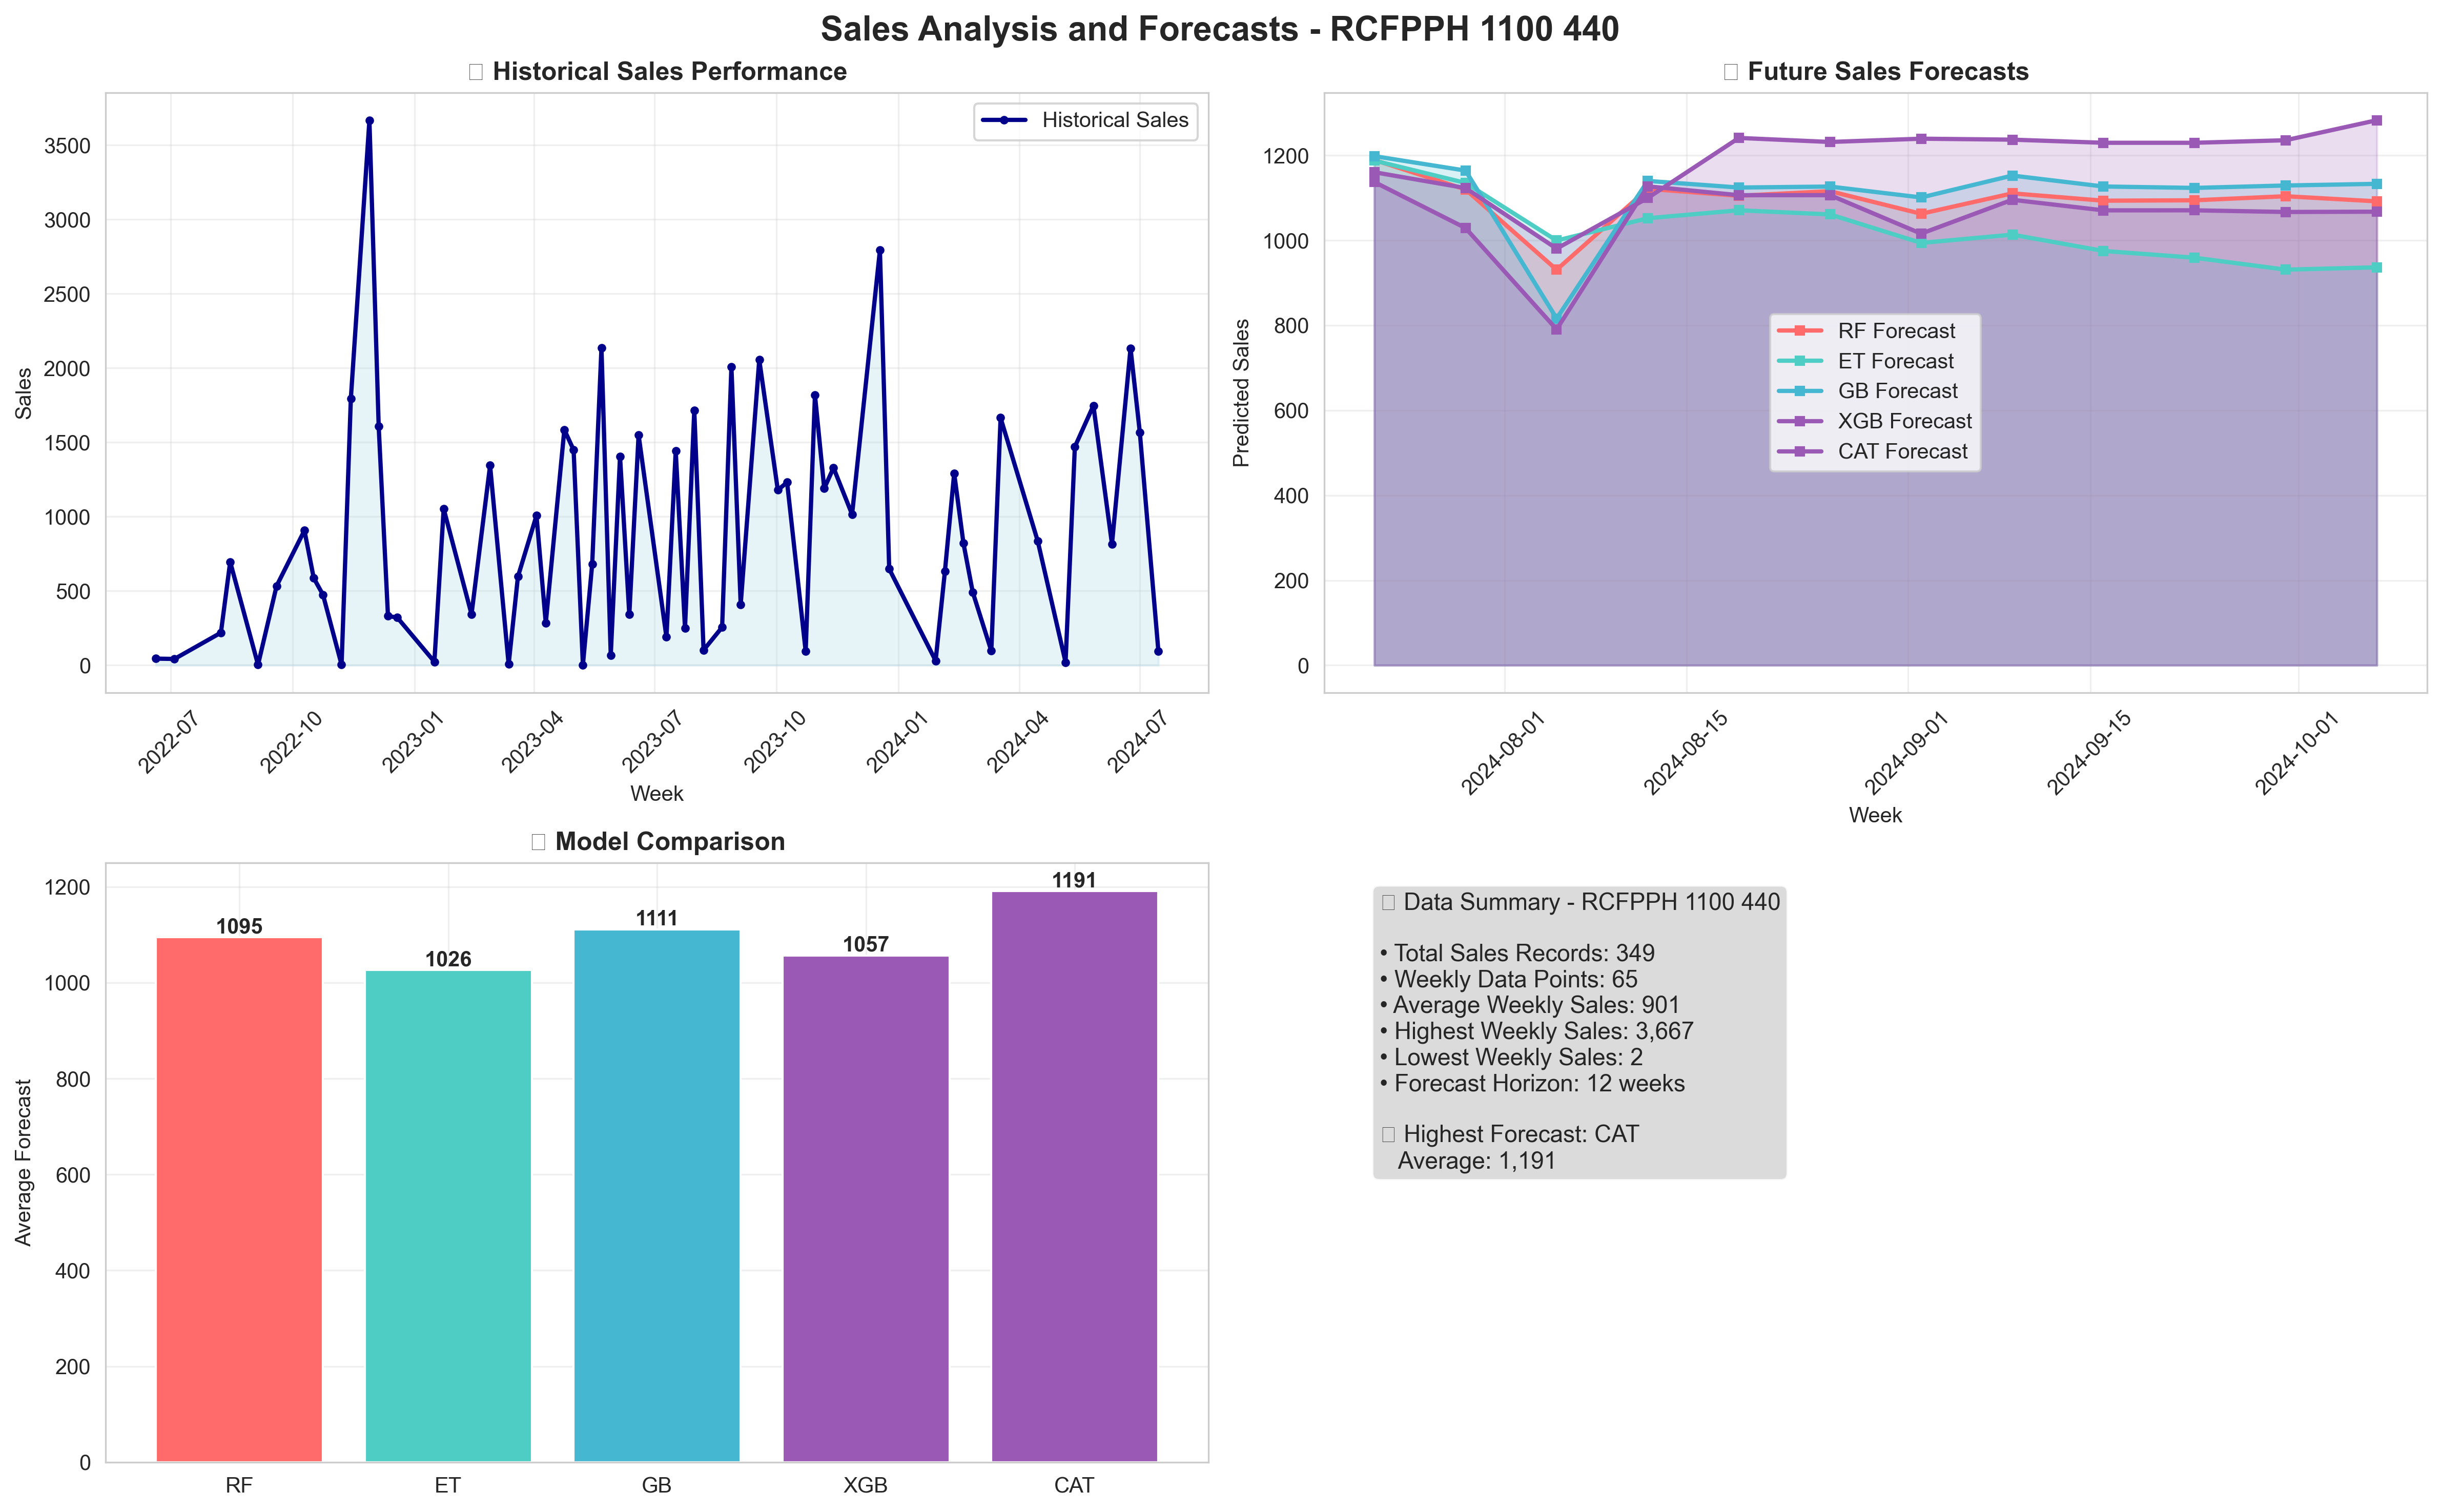 Sales Analysis and Forecasts - RCFPPH 1100 440
Historical Sales Performance
Historical Sales
Sales
3500
3000
2500
2000
1500
1000
500
0
2022-07
2022-10
2023-01
2023-04
2023-07
2023-10
2024-01
2024-04
2024-07
Week
Future Sales Forecasts
Predicted Sales
1200
1000
800
600
400
200
0
RF Forecast
ET Forecast
GB Forecast
XGB Forecast
CAT Forecast
2024-08-01
2024-08-15
2024-09-01
2024-09-15
2024-10-01
Week
Model Comparison
Average Forecast
1200
1000
800
600
400
200
0
1095
1026
1111
1057
1191
RF
ET
GB
XGB
CAT
Data Summary - RCFPPH 1100 440
• Total Sales Records: 349
• Weekly Data Points: 65
• Average Weekly Sales: 901
• Highest Weekly Sales: 3,667
• Lowest Weekly Sales: 2
• Forecast Horizon: 12 weeks
Highest Forecast: CAT
Average: 1,191